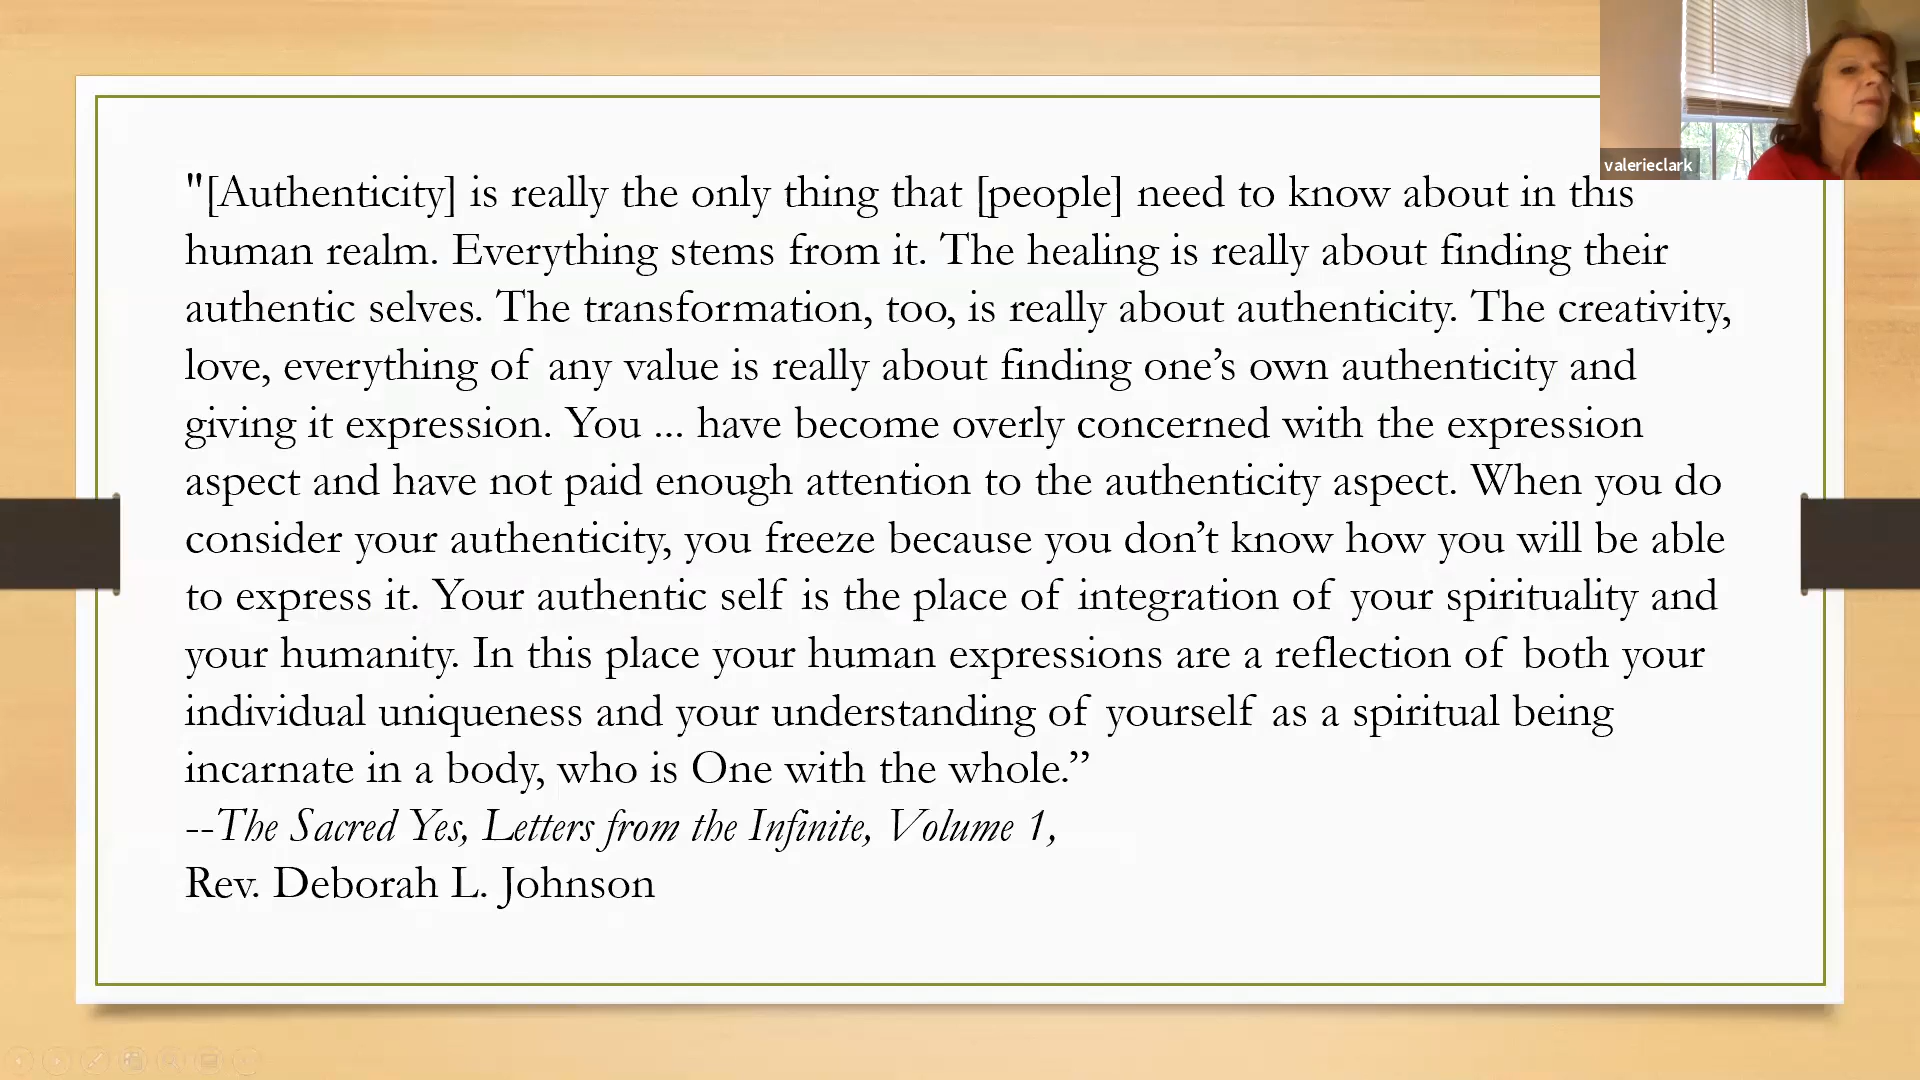 valerieclark
"[Authenticity] is really the only thing that [people] need to know about in this
human realm. Everything stems from it. The healing is really about finding their
authentic selves. The transformation, too, is really about authenticity. The creativity,
love, everything of any value is really about finding one’s own authenticity and
giving it expression. You ... have become overly concerned with the expression
aspect and have not paid enough attention to the authenticity aspect. When you do
consider your authenticity, you freeze because you don’t know how you will be able
to express it. Your authentic self is the place of integration of your spirituality and
your humanity. In this place your human expressions are a reflection of both your
individual uniqueness and your understanding of yourself as a spiritual being
incarnate in a body, who is One with the whole.”
--The Sacred Yes, Letters from the Infinite, Volume 1,
Rev. Deborah L. Johnson